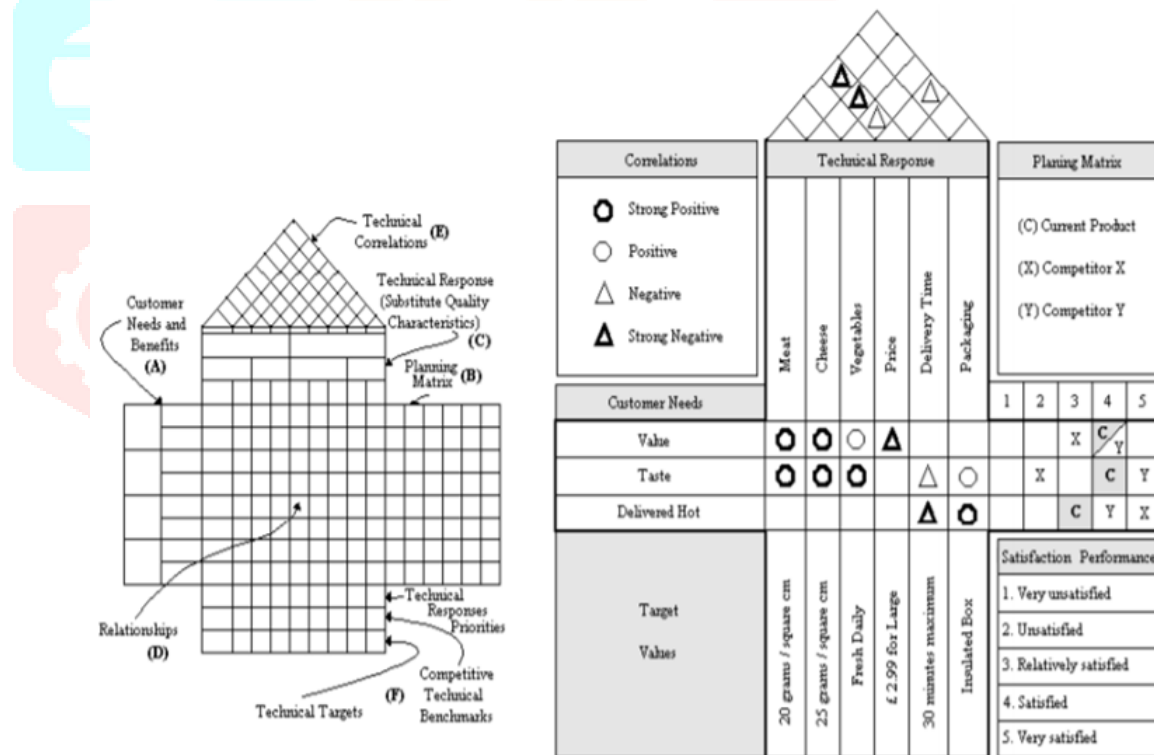 Technical
Correlations
(E)
Technical Response
(Substitute Quality
Characteristics)
(C)
Customer
Needs and
Benefits
(A)
Planning
Matrix
(B)
Relationships
(D)
Technical
Responses
Priorities
Competitive
Technical
Benchmarks
(F)
Technical Targets
Correlations
Strong Positive
Positive
Negative
Strong Negative
Technical Response
Meat
Cheese
Vegetables
Price
Delivery Time
Packaging
Planing Matrix
(C) Current Product
(X) Competitor X
(Y) Competitor Y
Customer Needs
1 2 3 4 5
Value
X C Y
Taste
X C Y
Delivered Hot
C Y X
Target
Values
20 grams / square cm
25 grams / square cm
Fresh Daily
£ 2.99 for Large
30 minutes maximum
Insulated Box
Satisfaction Performance
1. Very unsatisfied
2. Unsatisfied
3. Relatively satisfied
4. Satisfied
5. Very satisfied